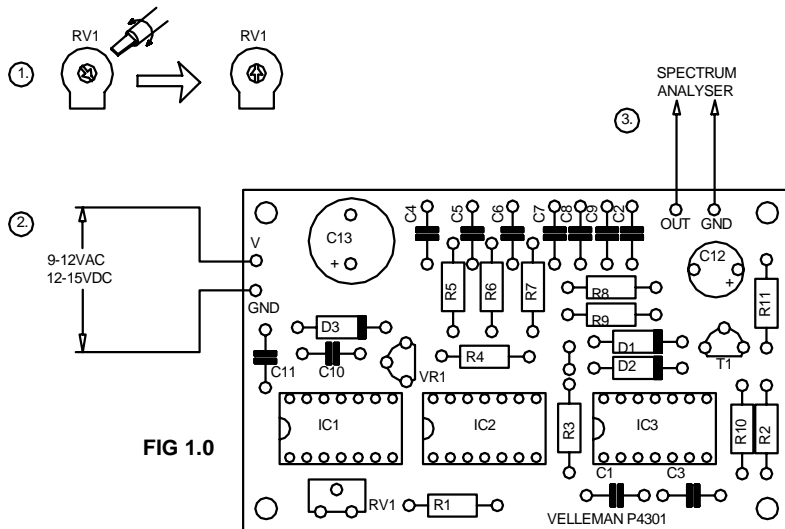 RV1
RV1
1.
SPECTRUM
ANALYSER
3.
2.
9-12VAC
12-15VDC
V
GND
OUT GND
C4
C5
C6
C7
C8
C9
C2
C13
+
C12
+
R5
R6
R7
R8
R9
R11
D3
C10
C11
VR1
R4
D1
D2
T1
IC1
IC2
R3
IC3
R10
R2
FIG 1.0
RV1
R1
C1
C3
VELLEMAN P4301